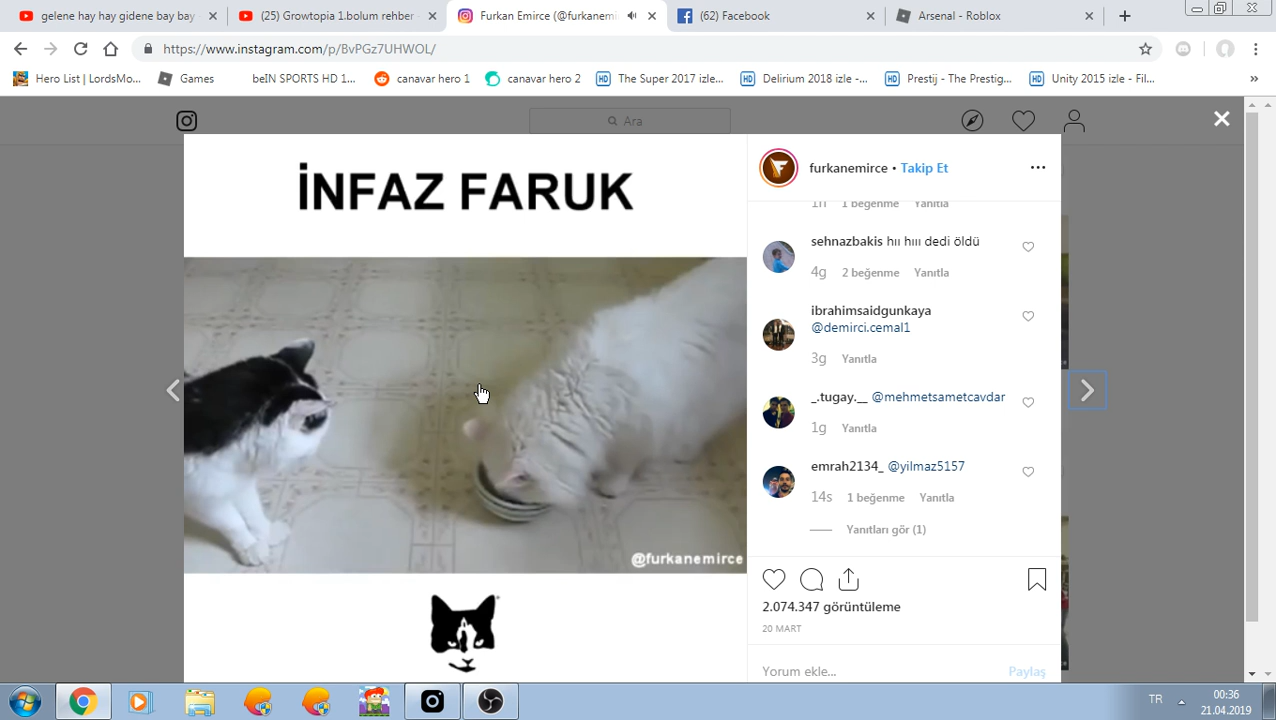 gelene hay hay gidene bay bay
(25) Growtopia 1.bolum rehber
Furkan Emirce (@furkanemi
(62) Facebook
Arsenal - Roblox
https://www.instagram.com/p/BvPGz7UHWOL/
Hero List | LordsMo...
Games
beIN SPORTS HD 1...
canavar hero 1
canavar hero 2
The Super 2017 izle...
Delirium 2018 izle -...
Prestij - The Prestig...
Unity 2015 izle - Fil...
Ara
İNFAZ FARUK
@furkanemirce
furkanemirce • Takip Et
1 beğenme Yanıtla
sehnazbakis hıı hııı dedi öldü
4g 2 beğenme Yanıtla
ibrahimsaidgunkaya
@demirci.cemal1
3g Yanıtla
_.tugay.__ @mehmetsametcavdar
1g Yanıtla
emrah2134_ @yilmaz5157
14s 1 beğenme Yanıtla
Yanıtları gör (1)
2.074.347 görüntüleme
20 MART
Yorum ekle... Paylaş
TR
00:36
21.04.2019